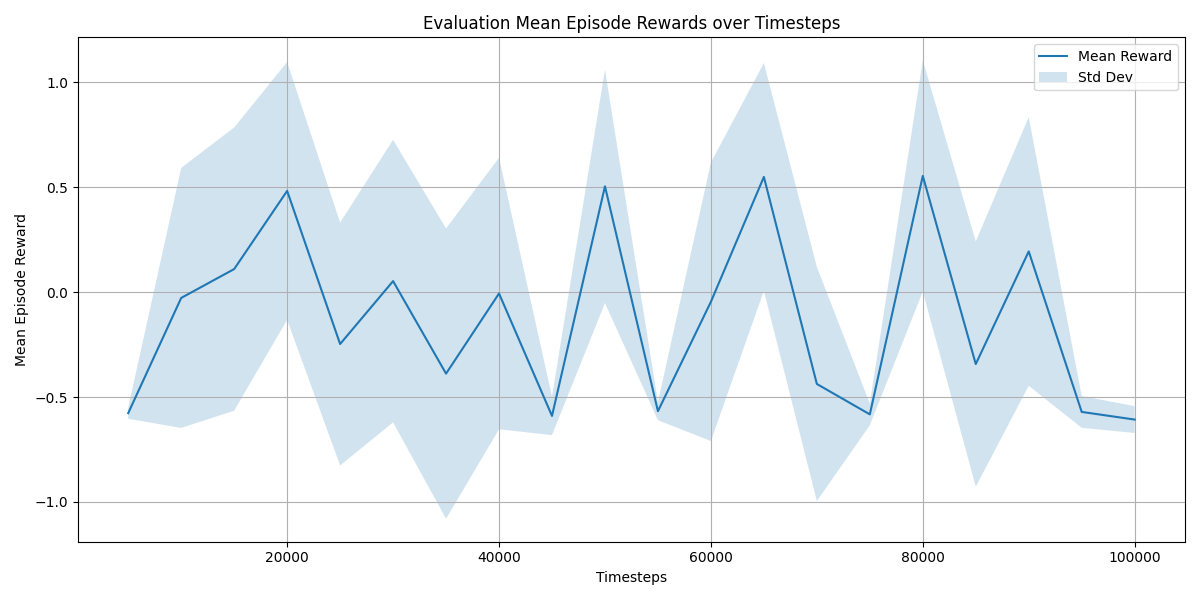 Evaluation Mean Episode Rewards over Timesteps
Mean Reward
Std Dev
Mean Episode Reward
1.0
0.5
0.0
−0.5
−1.0
20000
40000
60000
80000
100000
Timesteps